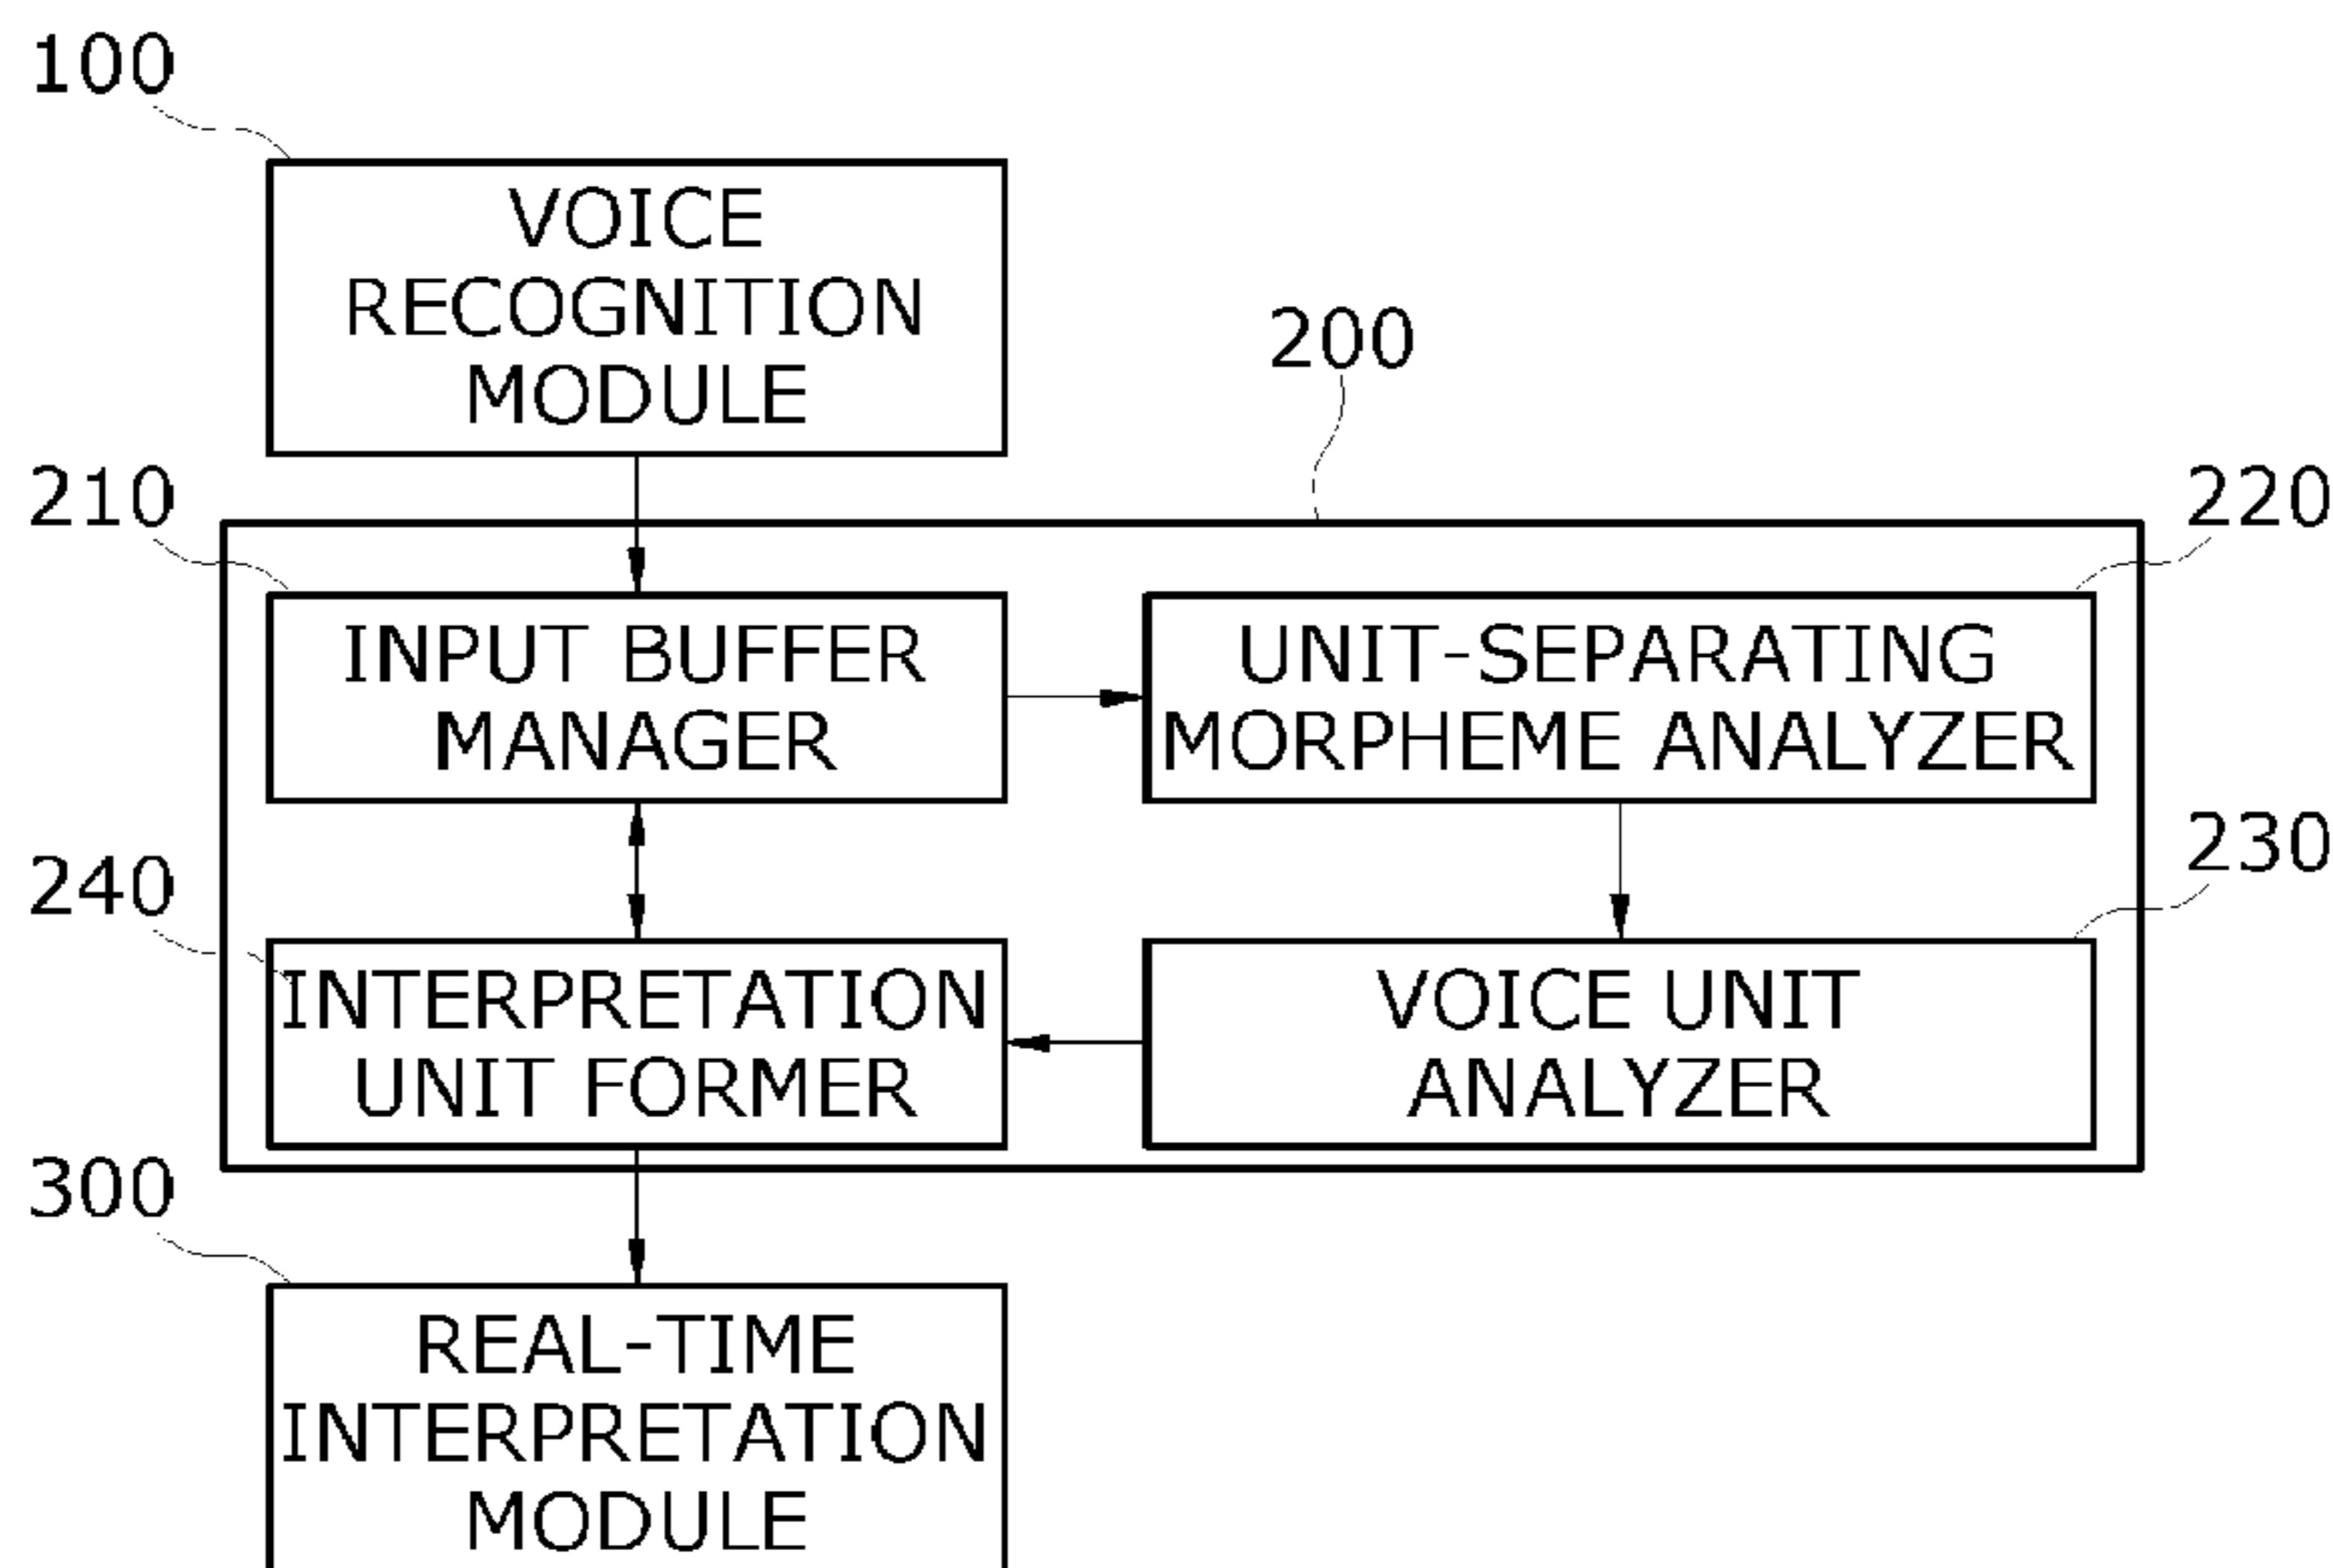 100
VOICE
RECOGNITION
MODULE
200
210
220
INPUT BUFFER
MANAGER
UNIT-SEPARATING
MORPHEME ANALYZER
240
230
INTERPRETATION
UNIT FORMER
VOICE UNIT
ANALYZER
300
REAL-TIME
INTERPRETATION
MODULE